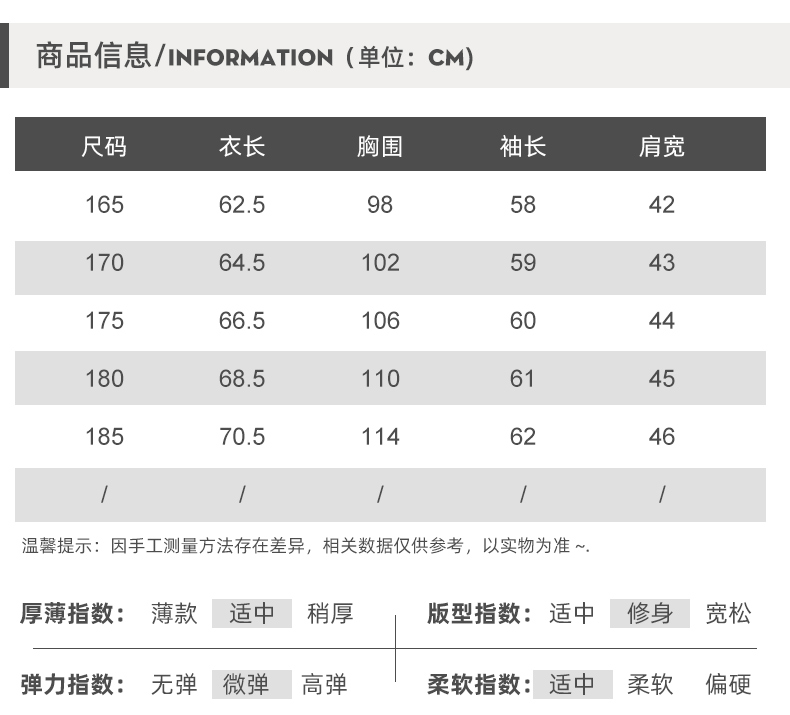 商品信息/INFORMATION（单位：CM)
尺码 衣长 胸围 袖长 肩宽
165 62.5 98 58 42
170 64.5 102 59 43
175 66.5 106 60 44
180 68.5 110 61 45
185 70.5 114 62 46
/ / / / /
温馨提示：因手工测量方法存在差异，相关数据仅供参考，以实物为准 ~.
厚薄指数： 薄款 适中 稍厚 版型指数： 适中 修身 宽松
弹力指数： 无弹 微弹 高弹 柔软指数： 适中 柔软 偏硬